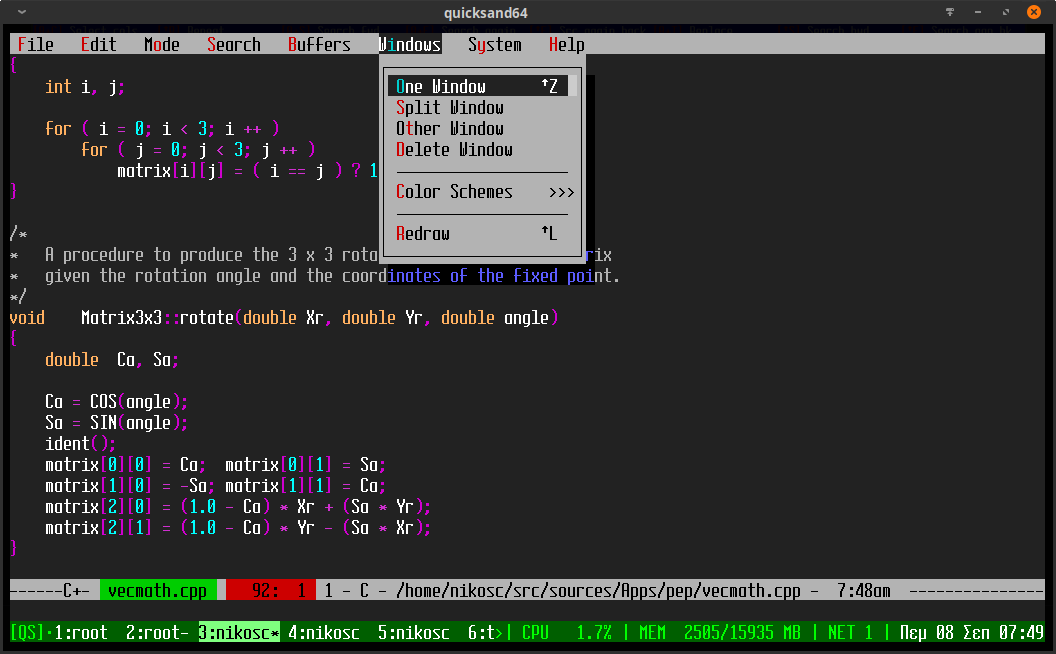 quicksand64
File Edit Mode Search Buffers Windows System Help
{
int i, j;
One Window ↑Z
Split Window
for ( i = 0; i < 3; i ++ )
Other Window
for ( j = 0; j < 3; j ++ )
Delete Window
matrix[i][j] = ( i == j ) ? 1
}
Color Schemes >>>
/*
Redraw ↑L
* A procedure to produce the 3 x 3 rota rix
* given the rotation angle and the coordinates of the fixed point.
*/
void Matrix3x3::rotate(double Xr, double Yr, double angle)
{
double Ca, Sa;
Ca = COS(angle);
Sa = SIN(angle);
ident();
matrix[0][0] = Ca; matrix[0][1] = Sa;
matrix[1][0] = -Sa; matrix[1][1] = Ca;
matrix[2][0] = (1.0 - Ca) * Xr + (Sa * Yr);
matrix[2][1] = (1.0 - Ca) * Yr - (Sa * Xr);
}
------C+- vecmath.cpp 92: 1 1 - C - /home/nikosc/src/sources/Apps/pep/vecmath.cpp - 7:48am ---------------
[QS]·1:root 2:root- 3:nikosc* 4:nikosc 5:nikosc 6:t>| CPU 1.7% | MEM 2505/15935 MB | NET 1 | Πεμ 08 Σεπ 07:49